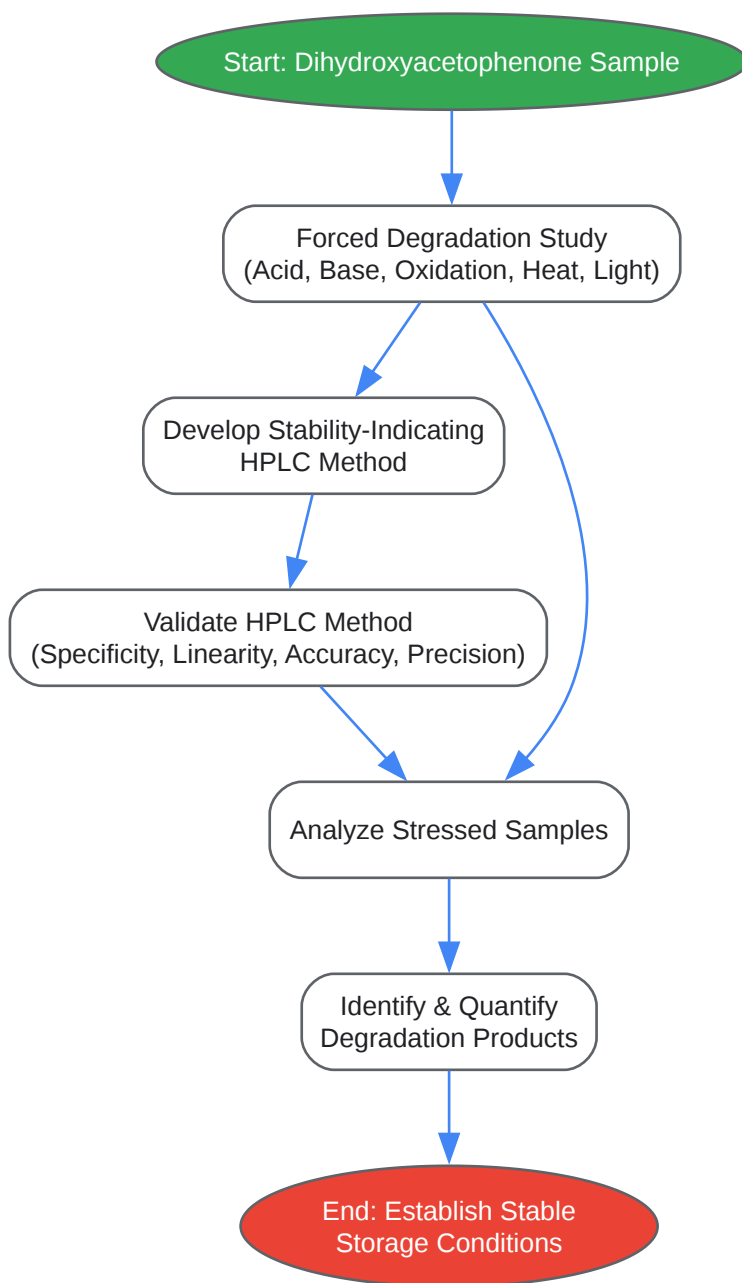 Start: Dihydroxyacetophenone Sample
Forced Degradation Study
(Acid, Base, Oxidation, Heat, Light)
Develop Stability-Indicating
HPLC Method
Validate HPLC Method
(Specificity, Linearity, Accuracy, Precision)
Analyze Stressed Samples
Identify & Quantify
Degradation Products
End: Establish Stable
Storage Conditions